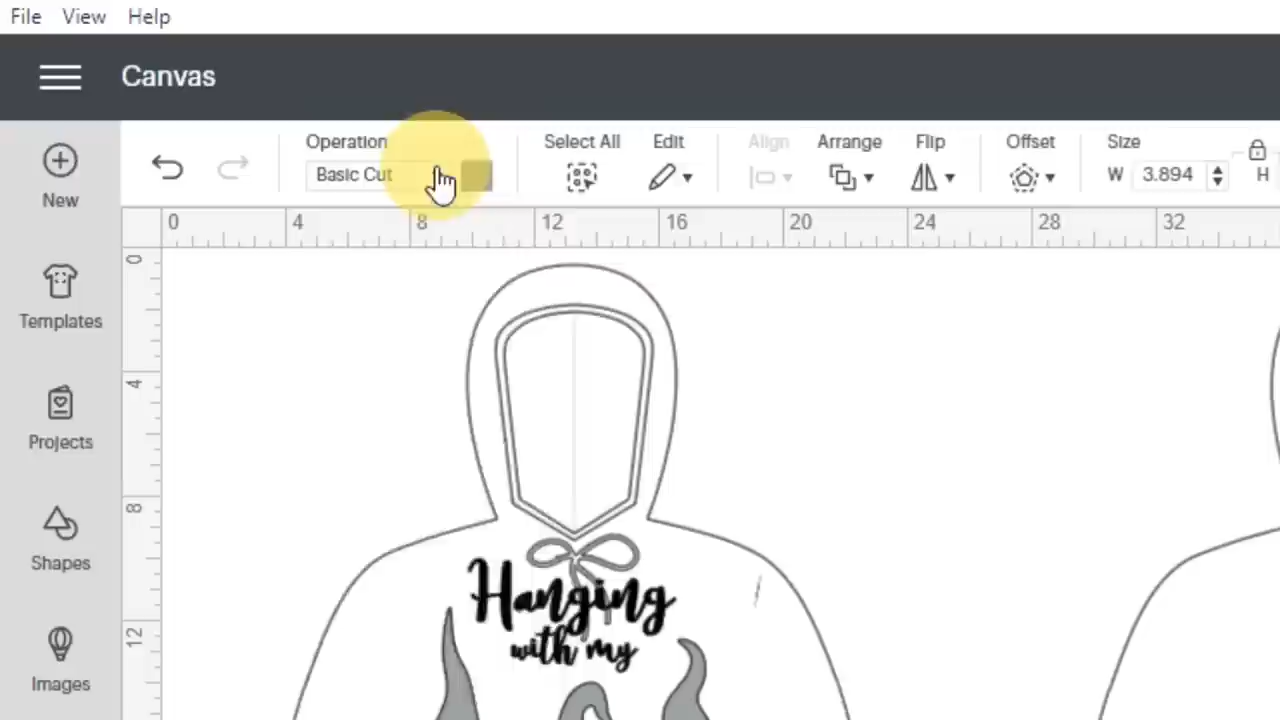 File View Help
Canvas
Operation Select All Edit Align Arrange Flip Offset Size
Basic Cut W 3.894 H
New
0 4 8 12 16 20 24 28 32
0
Templates
4
Projects
8
Shapes
Hanging
12
with my
Images